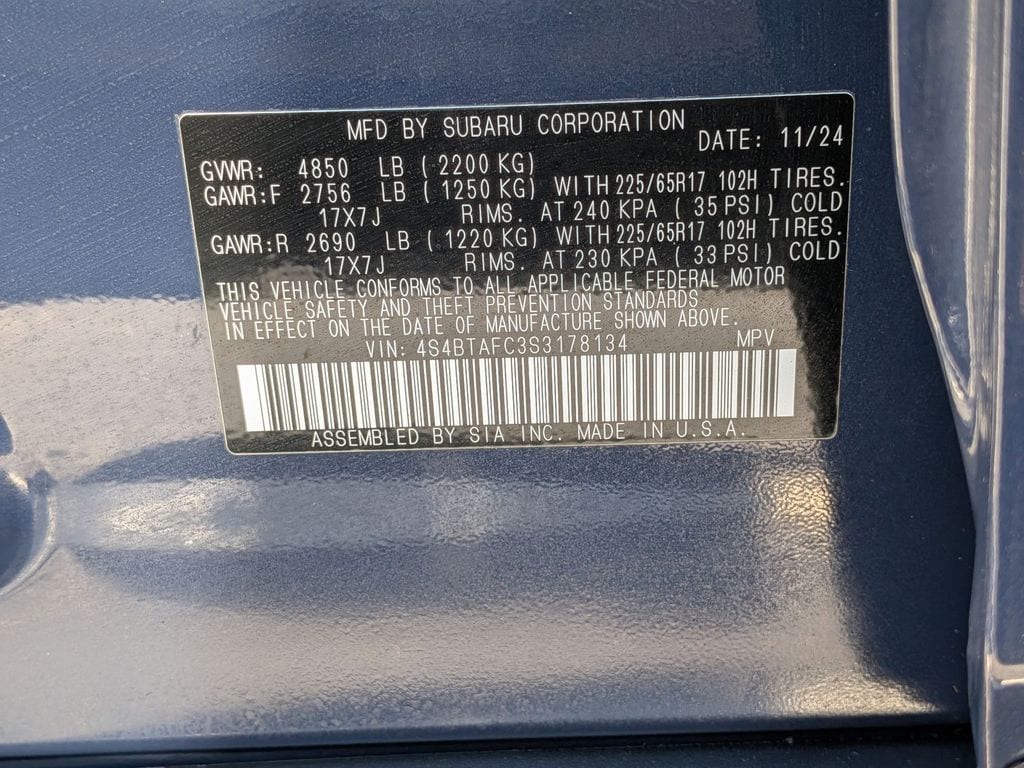 MFD BY SUBARU CORPORATION DATE: 11/24
GVWR: 4850 LB (2200 KG)
GAWR:F 2756 LB (1250 KG) WITH 225/65R17 102H TIRES.
17X7J RIMS. AT 240 KPA (35 PSI) COLD
GAWR:R 2690 LB (1220 KG) WITH 225/65R17 102H TIRES.
17X7J RIMS. AT 230 KPA (33 PSI) COLD
THIS VEHICLE CONFORMS TO ALL APPLICABLE FEDERAL MOTOR
VEHICLE SAFETY AND THEFT PREVENTION STANDARDS
IN EFFECT ON THE DATE OF MANUFACTURE SHOWN ABOVE.
VIN: 4S4BTAFC3S3178134 MPV
ASSEMBLED BY SIA INC. MADE IN U.S.A.